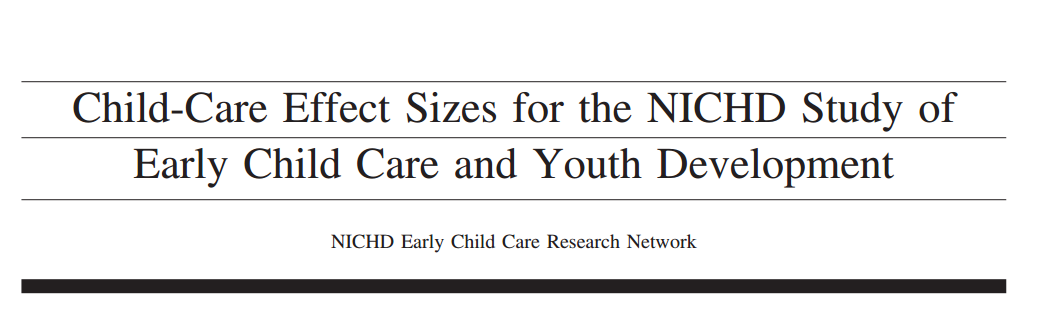 Child-Care Effect Sizes for the NICHD Study of
Early Child Care and Youth Development
NICHD Early Child Care Research Network